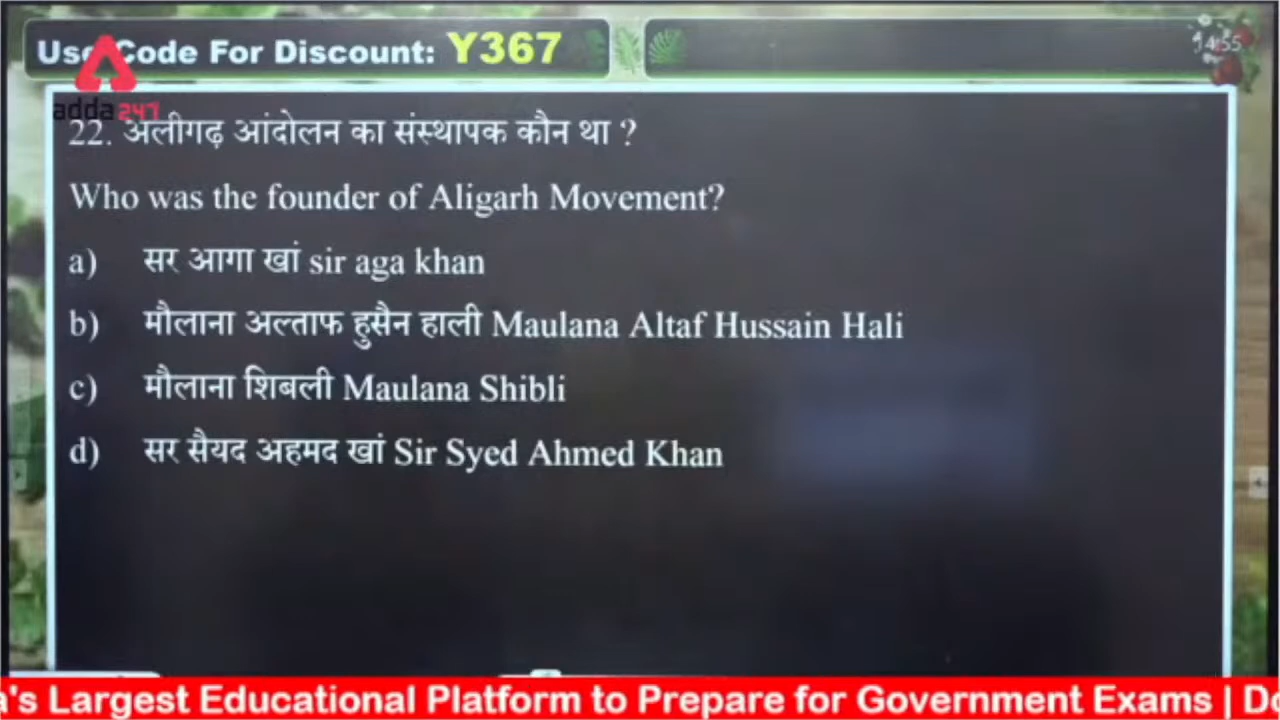 Use Code For Discount: Y367
adda247
22. अलीगढ़ आंदोलन का संस्थापक कौन था ?
Who was the founder of Aligarh Movement?
a) सर आगा खां sir aga khan
b) मौलाना अल्ताफ हुसैन हाली Maulana Altaf Hussain Hali
c) मौलाना शिबली Maulana Shibli
d) सर सैयद अहमद खां Sir Syed Ahmed Khan
's Largest Educational Platform to Prepare for Government Exams |